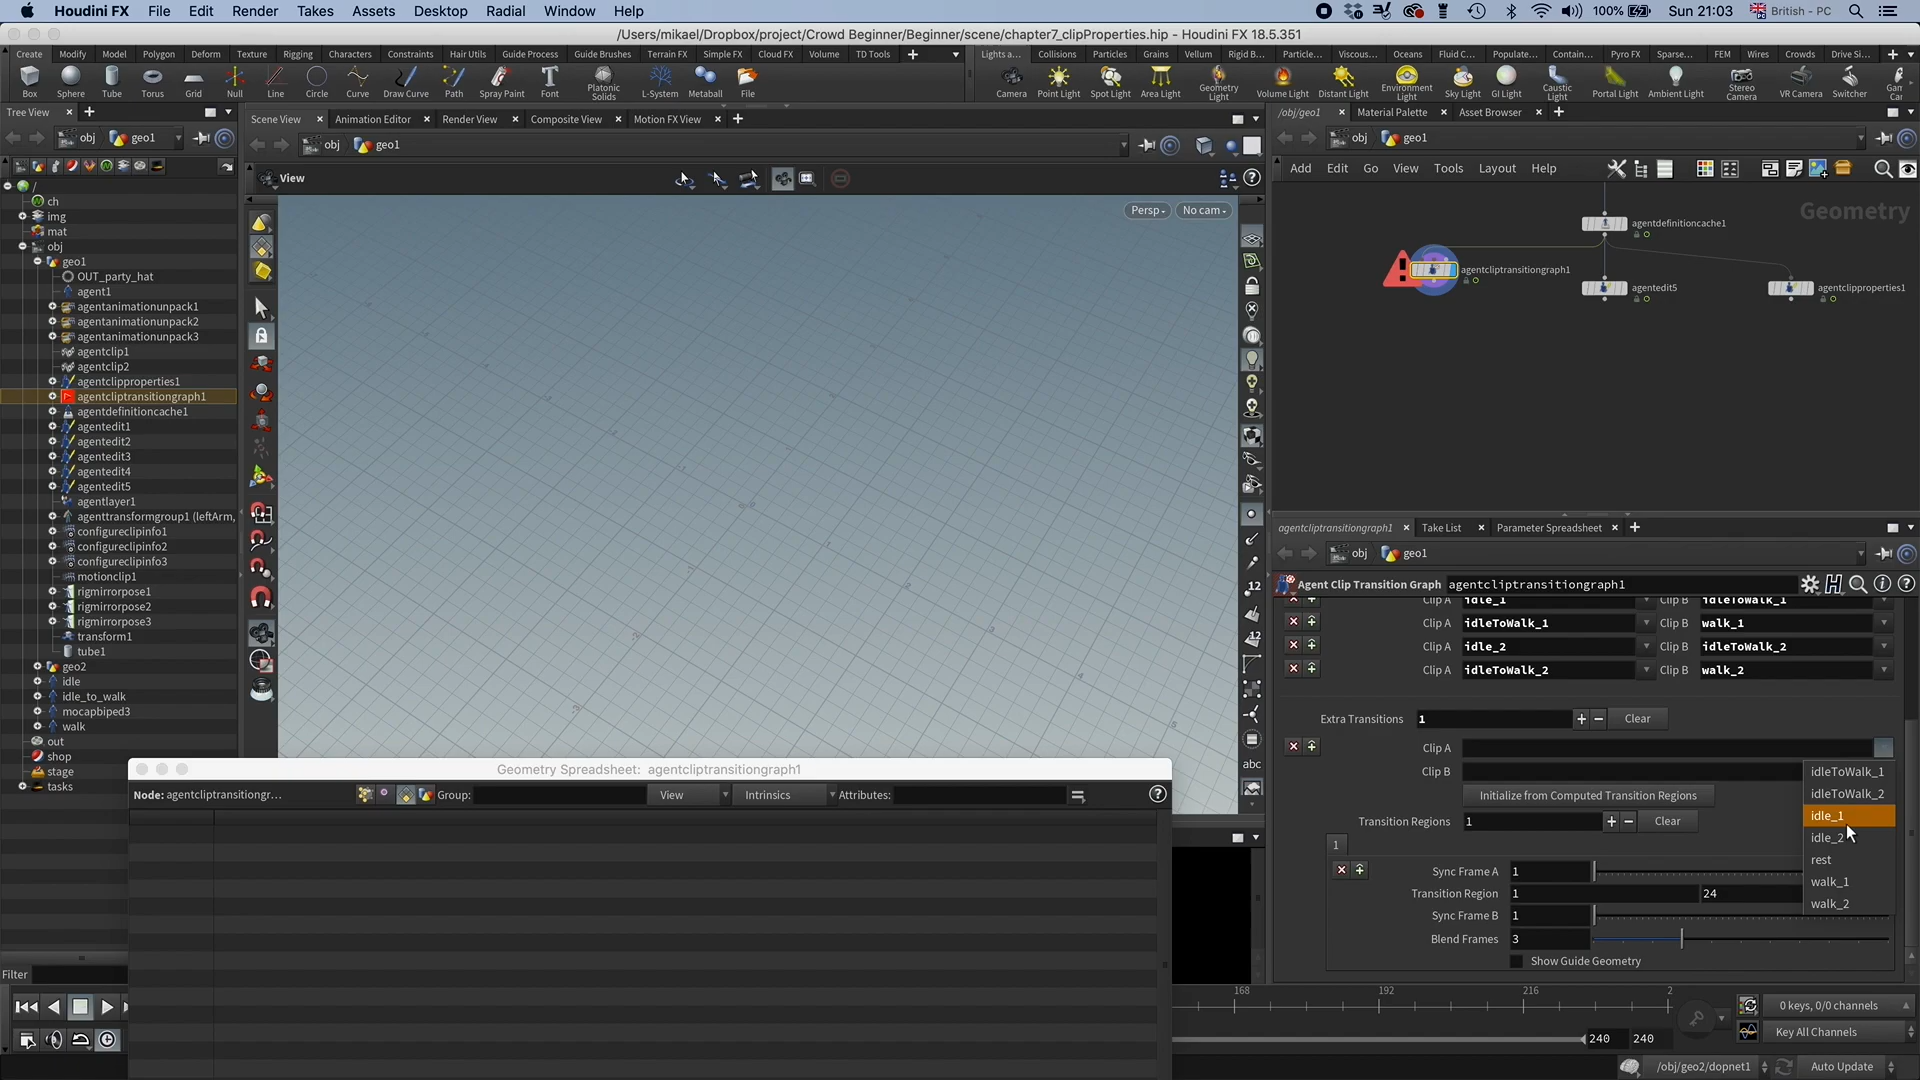 Houdini FX File Edit Render Takes Assets Desktop Radial Window Help 100% Sun 21:03 British - PC
/Users/mikael/Dropbox/project/Crowd Beginner/Beginner/scene/chapter7_clipProperties.hip - Houdini FX 18.5.351
Create Modify Model Polygon Deform Texture Rigging Characters Constraints Hair Utils Guide Process Guide Brushes Terrain FX Simple FX Cloud FX Volume TD Tools
Lights a... Collisions Particles Grains Vellum Rigid B... Particle... Viscous... Oceans Fluid C... Populate... Contain... Pyro FX Sparse... FEM Wires Crowds Drive Si...
Box Sphere Tube Torus Grid Null Line Circle Curve Draw Curve Path Spray Paint Font Platonic Solids L-System Metaball File
Camera Point Light Spot Light Area Light Geometry Light Volume Light Distant Light Environment Light Sky Light GI Light Caustic Light Portal Light Ambient Light Stereo Camera VR Camera Switcher
Tree View
obj geo1
/
ch
img
mat
obj
geo1
OUT_party_hat
agent1
agentanimationunpack1
agentanimationunpack2
agentanimationunpack3
agentclip1
agentclip2
agentclipproperties1
agentcliptransitiongraph1
agentdefinitioncache1
agentedit1
agentedit2
agentedit3
agentedit4
agentedit5
agentlayer1
agenttransformgroup1 (leftArm,
configureclipinfo1
configureclipinfo2
configureclipinfo3
motionclip1
rigmirrorpose1
rigmirrorpose2
rigmirrorpose3
transform1
tube1
geo2
idle
idle_to_walk
mocapbiped3
walk
out
shop
stage
tasks
Filter
Scene View Animation Editor Render View Composite View Motion FX View
obj geo1
View
Persp No cam
/obj/geo1 Material Palette Asset Browser
obj geo1
Add Edit Go View Tools Layout Help
Geometry
agentdefinitioncache1
agentcliptransitiongraph1
agentedit5
agentclipproperties1
agentcliptransitiongraph1 Take List Parameter Spreadsheet
obj geo1
Agent Clip Transition Graph agentcliptransitiongraph1
Clip A idle_1 Clip B idleToWalk_1
Clip A idleToWalk_1 Clip B walk_1
Clip A idle_2 Clip B idleToWalk_2
Clip A idleToWalk_2 Clip B walk_2
Extra Transitions 1 Clear
Clip A
Clip B
Initialize from Computed Transition Regions
Transition Regions 1 Clear
1
Sync Frame A 1
Transition Region 1 24
Sync Frame B 1
Blend Frames 3
Show Guide Geometry
idleToWalk_1
idleToWalk_2
idle_1
idle_2
rest
walk_1
walk_2
Geometry Spreadsheet: agentcliptransitiongraph1
Node: agentcliptransitiongr... Group: View Intrinsics Attributes:
168 192 216 2
240 240
0 keys, 0/0 channels
Key All Channels
/obj/geo2/dopnet1 Auto Update